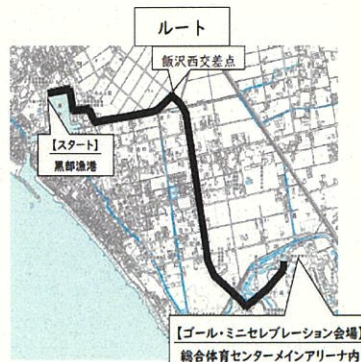 ルート
飯沢西交差点
【スタート】
黒部漁港
【ゴール・ミニセレブレーション会場】
総合体育センターメインアリーナ内